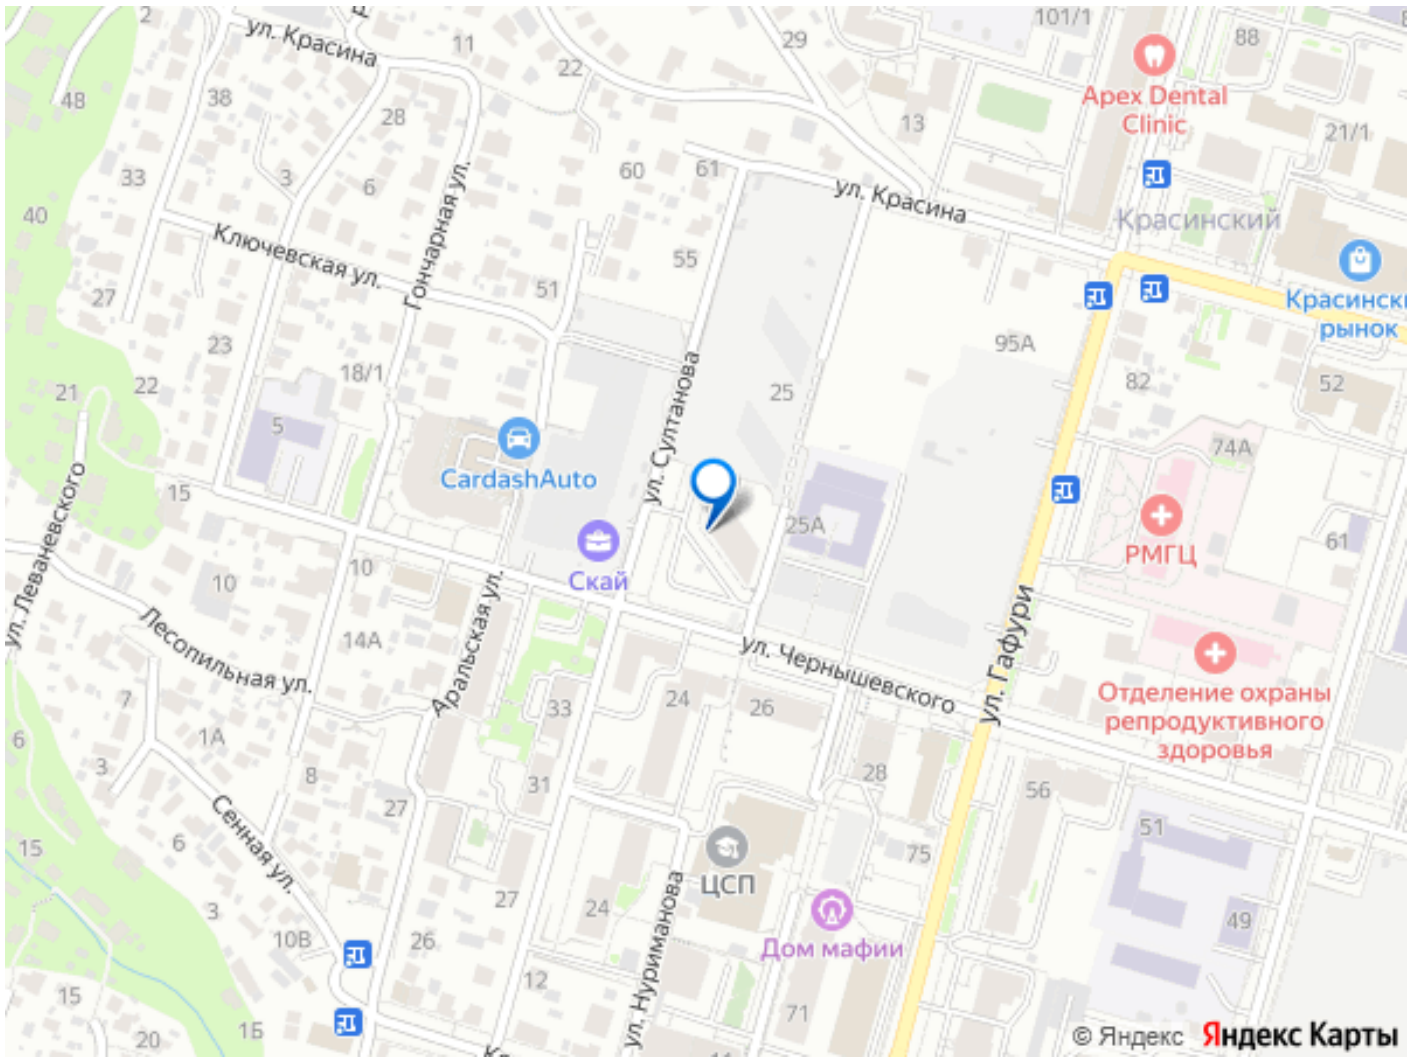 101/1
88
2
ул. Красина
11
29
22
Apex Dental
Clinic
48
38
28
13
21/1
33
3
6
60
61
ул. Красина
Гончарная ул.
40
Красинский
Ключевская ул.
55
27
51
Красинск
рынок
23
95А
18/1
82
52
21
22
25
5
ул. Султанова
74А
CardashAuto
15
ул. Леваневского
25А
61
РМГЦ
Скай
10
10
Лесопильная ул.
14А
Аральская ул.
ул. Чернышевского
ул. Гафури
Отделение охраны
репродуктивного
здоровья
7
33
24
26
6
1А
3
8
31
28
27
56
Сенная ул.
6
51
15
75
ЦСП
27
24
3
49
Дом мафии
10В
26
ул. Нуриманова
12
15
71
1Б
20
© Яндекс Яндекс Карты